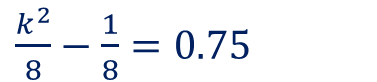 k²/8 − 1/8 = 0.75